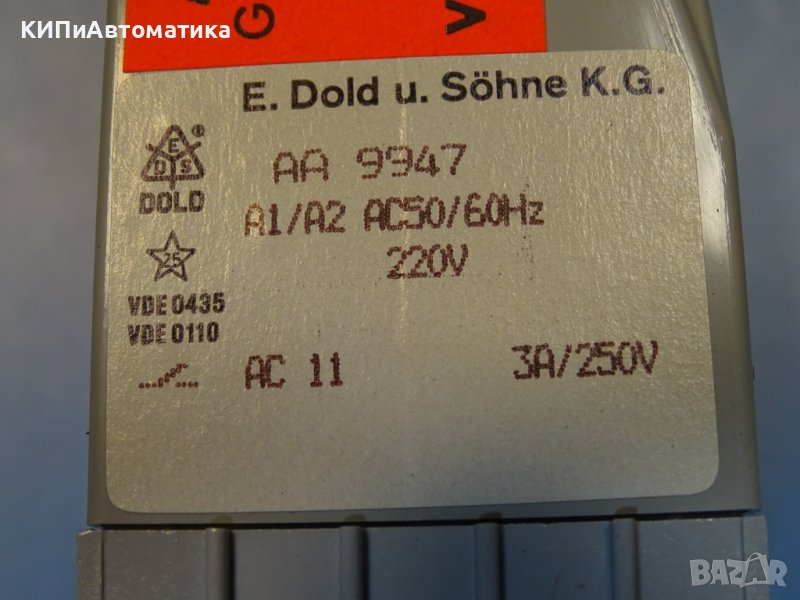 КИПиАвтоматика
G
V
E. Dold u. Söhne K.G.
E
D S
®
DOLD
AA 9947
A1/A2 AC50/60Hz
220V
25
VDE 0435
VDE 0110
AC 11 3A/250V
BAZAR